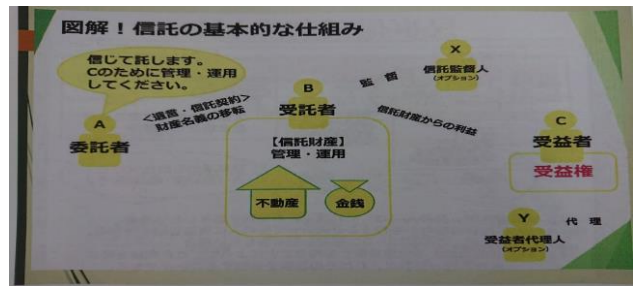 図解！信託の基本的な仕組み
信じて託します。
Cのために管理・運用
してください。
A
委託者
<遺言・信託契約>
財産名義の移転
B
受託者
【信託財産】
管理・運用
不動産
金銭
監督
X
信託監督人
(オプション)
信託財産からの利益
C
受益者
受益権
Y
代理
受益者代理人
(オプション)